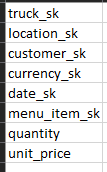 truck_sk
location_sk
customer_sk
currency_sk
date_sk
menu_item_sk
quantity
unit_price